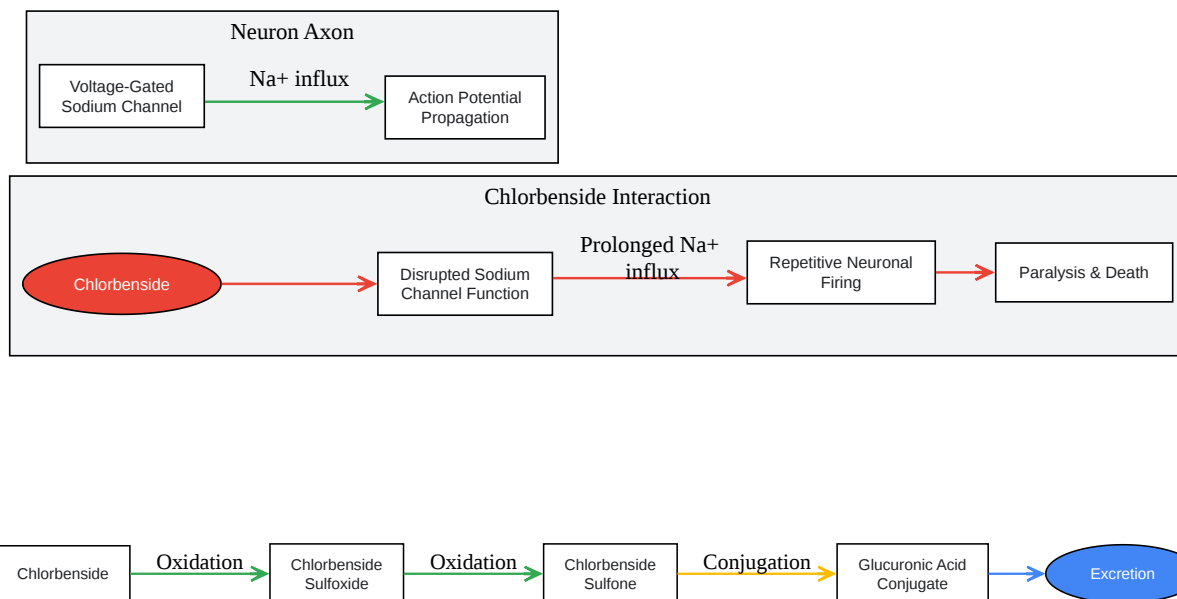 Neuron Axon
Voltage-Gated
Sodium Channel
Na+ influx
Action Potential
Propagation
Chlorbenside Interaction
Chlorbenside
Disrupted Sodium
Channel Function
Prolonged Na+
influx
Repetitive Neuronal
Firing
Paralysis & Death
Chlorbenside
Oxidation
Chlorbenside
Sulfoxide
Oxidation
Chlorbenside
Sulfone
Conjugation
Glucuronic Acid
Conjugate
Excretion